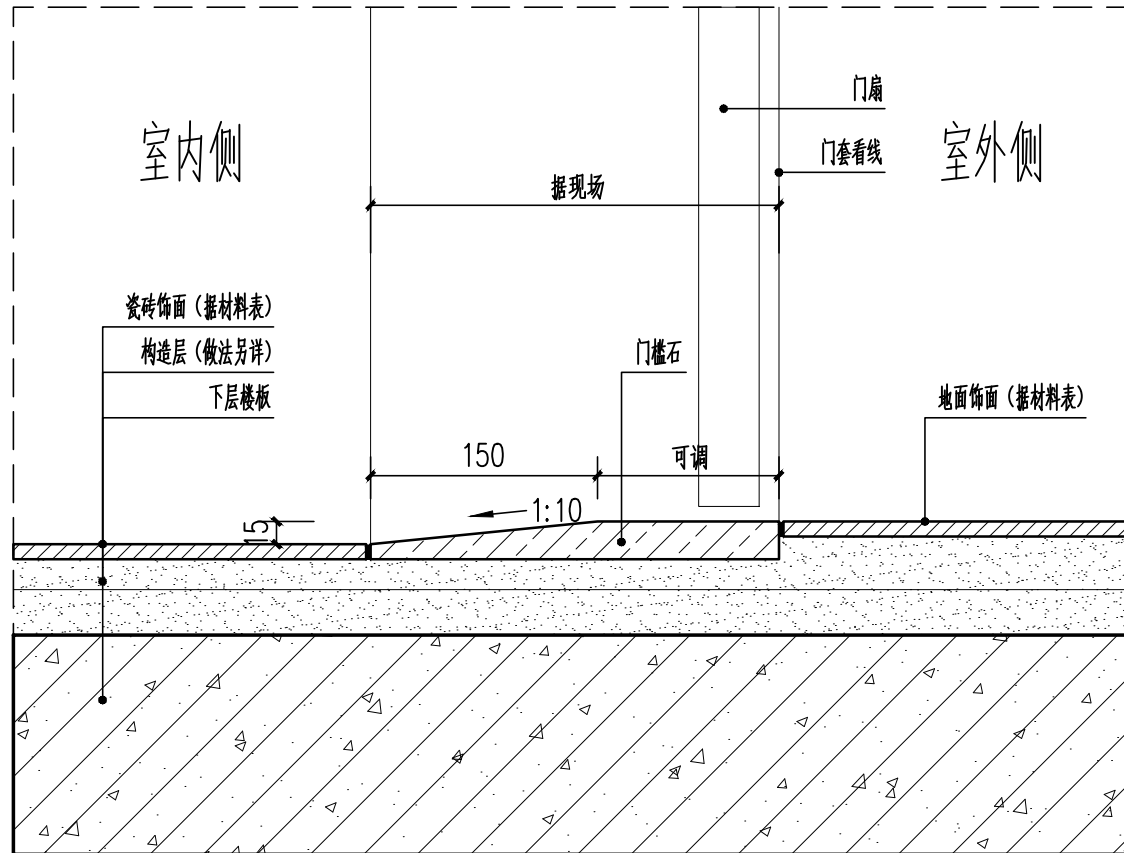 门扇
室内侧
门套看线
室外侧
据现场
瓷砖饰面（据材料表）
构造层（做法另详）
门槛石
下层楼板
地面饰面（据材料表）
150
可调
1:10
15